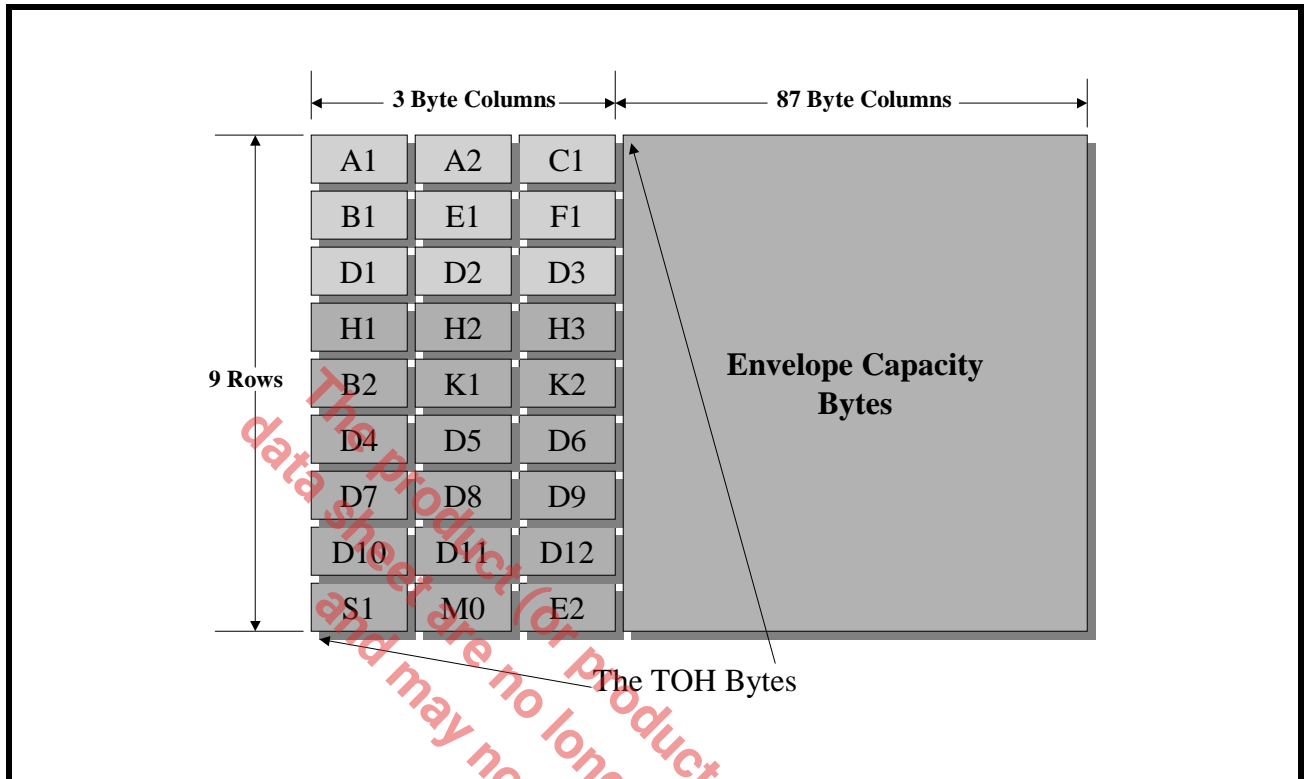 3 Byte Columns 87 Byte Columns
A1 A2 C1
B1 E1 F1
D1 D2 D3
H1 H2 H3
9 Rows
B2 K1 K2
Envelope Capacity
Bytes
D4 D5 D6
D7 D8 D9
D10 D11 D12
S1 M0 E2
The TOH Bytes
The product (or product
data sheet are no
and may